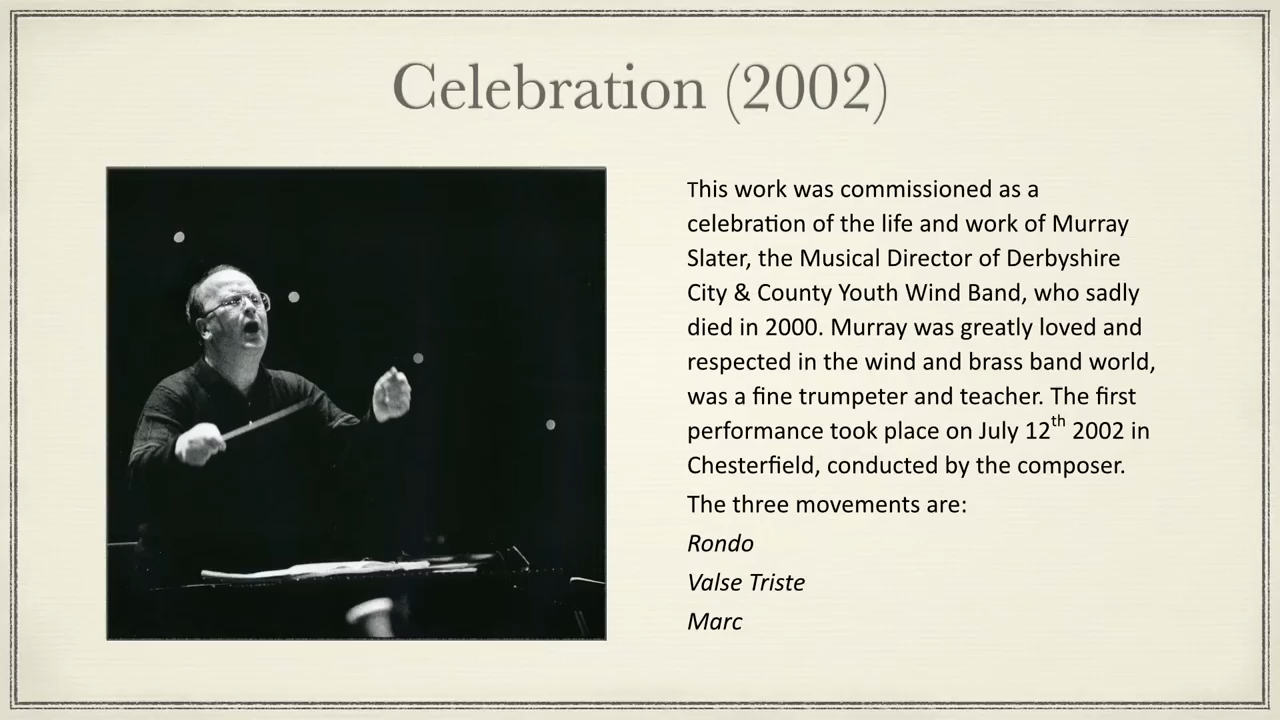 Celebration (2002)
This work was commissioned as a
celebration of the life and work of Murray
Slater, the Musical Director of Derbyshire
City & County Youth Wind Band, who sadly
died in 2000. Murray was greatly loved and
respected in the wind and brass band world,
was a fine trumpeter and teacher. The first
performance took place on July 12th 2002 in
Chesterfield, conducted by the composer.
The three movements are:
Rondo
Valse Triste
Marc